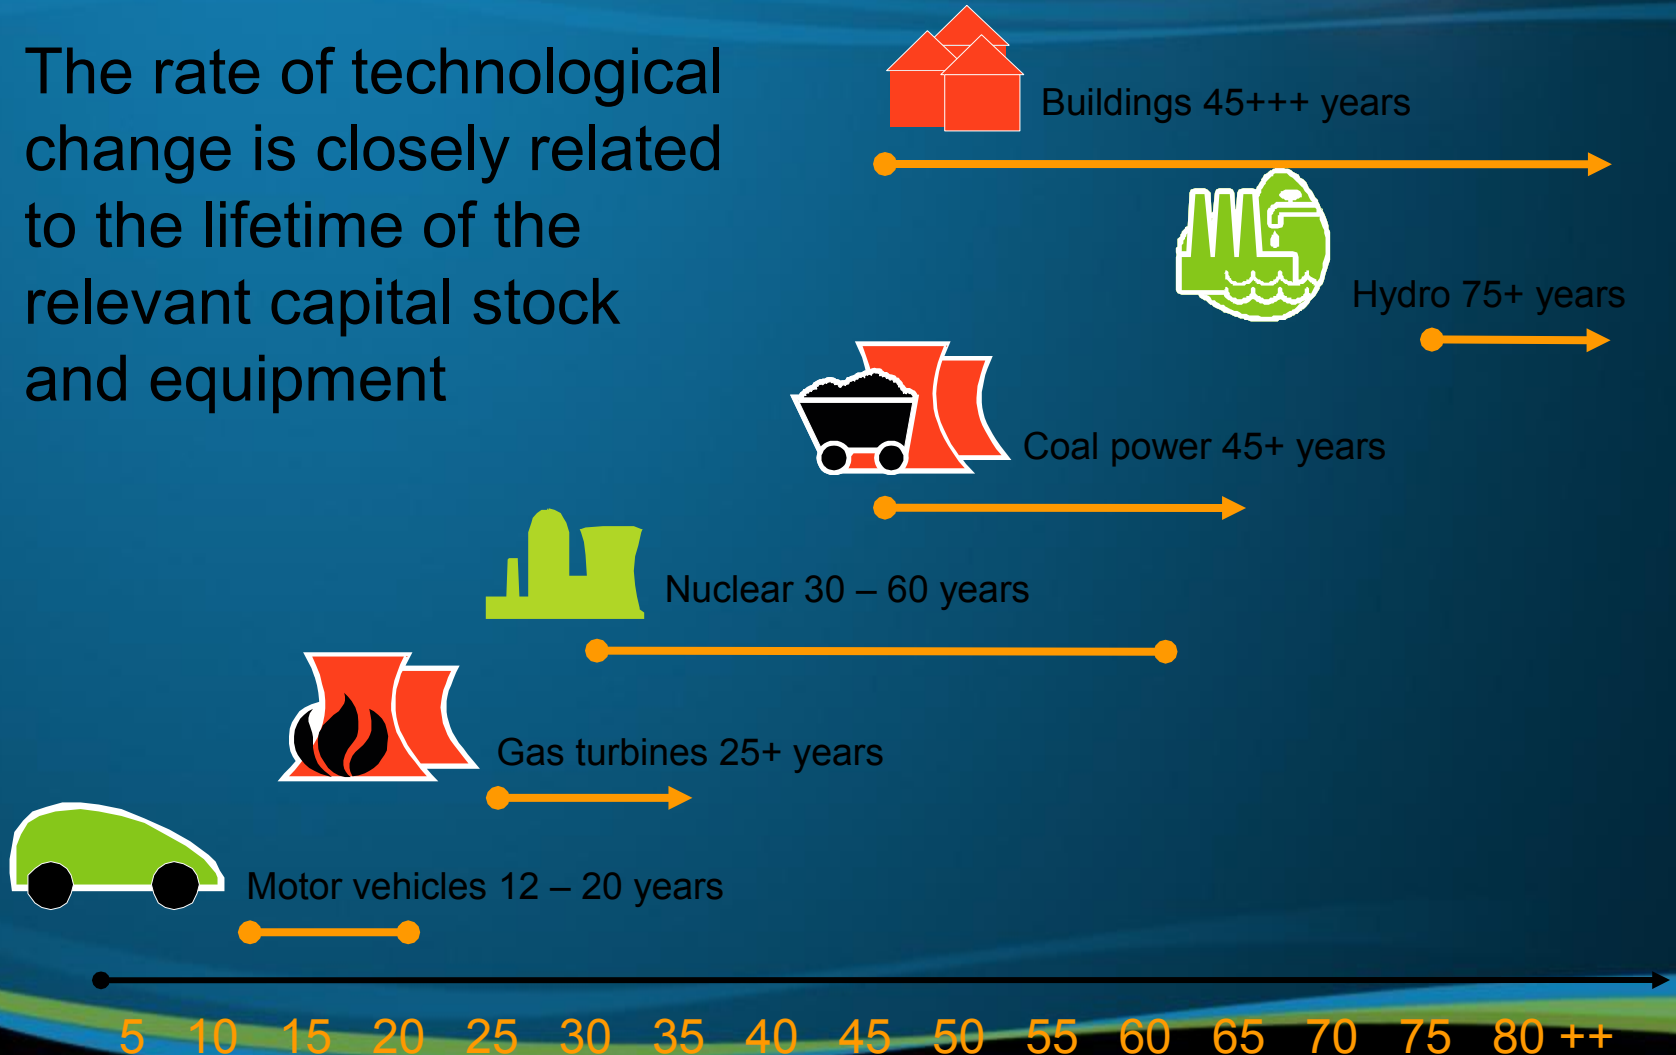 The rate of technological
change is closely related
to the lifetime of the
relevant capital stock
and equipment
Buildings 45+++ years
Hydro 75+ years
Coal power 45+ years
Nuclear 30 – 60 years
Gas turbines 25+ years
Motor vehicles 12 – 20 years
5 10 15 20 25 30 35 40 45 50 55 60 65 70 75 80 ++